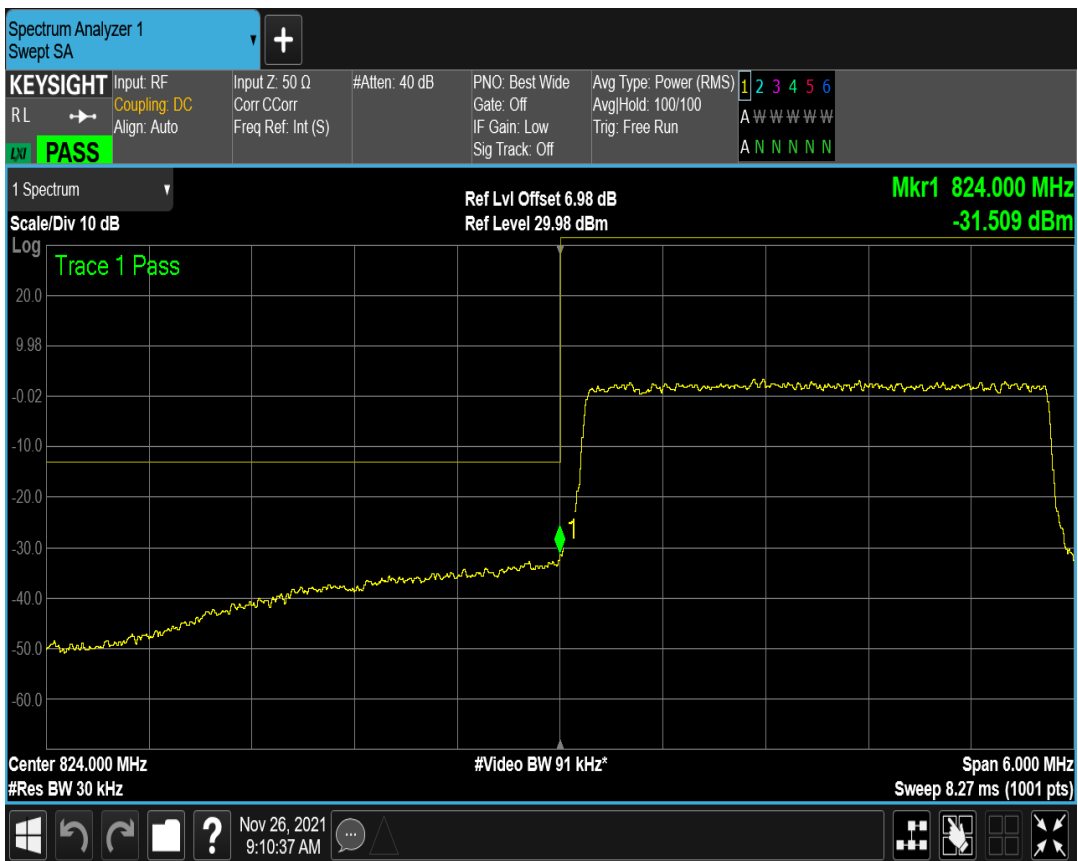 Spectrum Analyzer 1
Swept SA
KEYSIGHT
RL
LXI PASS
Input: RF
Coupling: DC
Align: Auto
Input Z: 50 Ω
Corr CCorr
Freq Ref: Int (S)
#Atten: 40 dB
PNO: Best Wide
Gate: Off
IF Gain: Low
Sig Track: Off
Avg Type: Power (RMS)
Avg|Hold: 100/100
Trig: Free Run
1 2 3 4 5 6
A W W W W W
A N N N N N
1 Spectrum
Scale/Div 10 dB
Ref Lvl Offset 6.98 dB
Ref Level 29.98 dBm
Mkr1 824.000 MHz
-31.509 dBm
Log
Trace 1 Pass
20.0
9.98
-0.02
-10.0
-20.0
-30.0
-40.0
-50.0
-60.0
1
Center 824.000 MHz
#Res BW 30 kHz
#Video BW 91 kHz*
Span 6.000 MHz
Sweep 8.27 ms (1001 pts)
?
Nov 26, 2021
9:10:37 AM